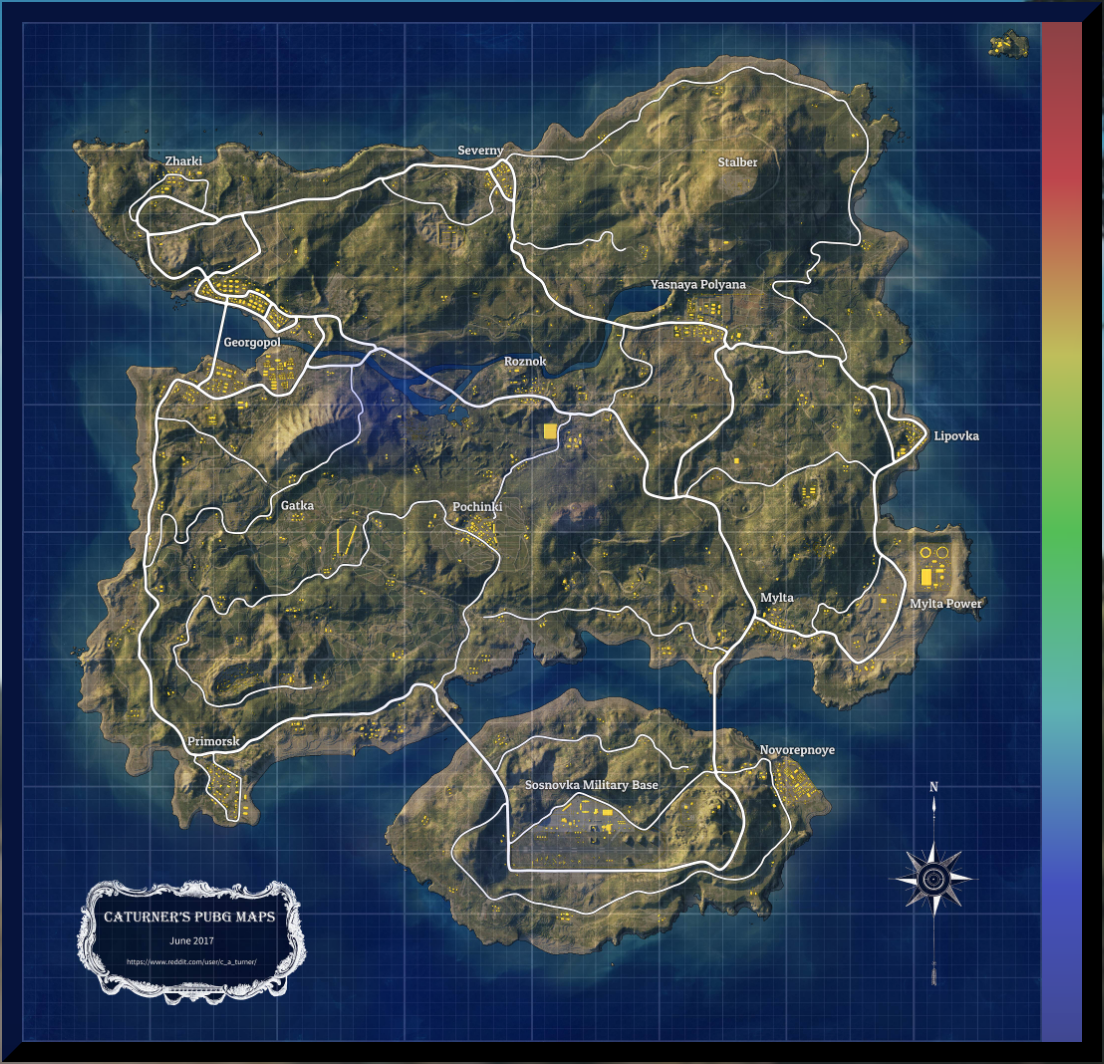 Severny
Zharki
Stalber
Yasnaya Polyana
Georgopol
Roznok
Lipovka
Gatka
Pochinki
Mylta
Mylta Power
Primorsk
Novorepnoye
Sosnovka Military Base
N
CATURNER'S PUBG MAPS
June 2017
https://www.reddit.com/user/c_a_turner/